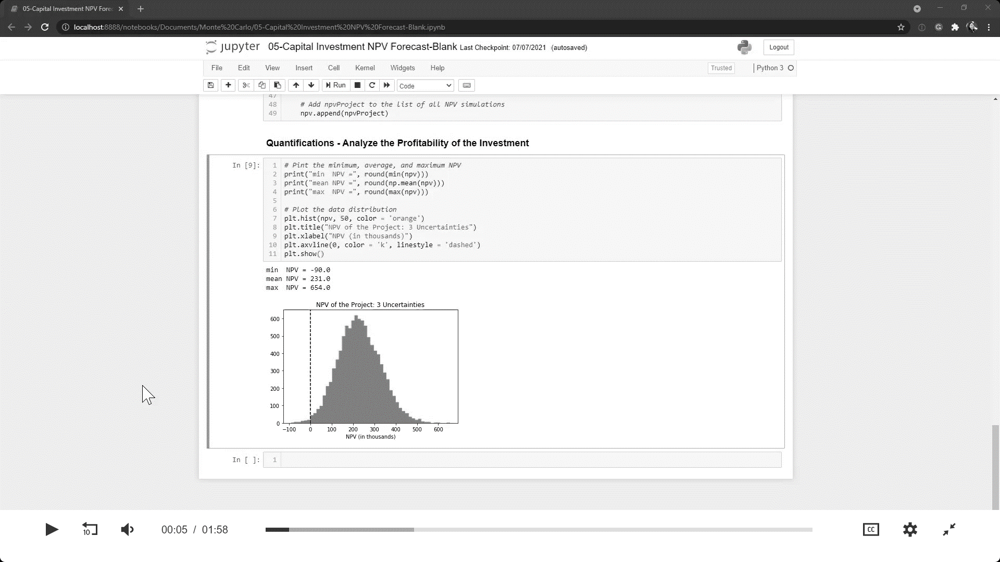 05-Capital Investment NPV Forec
localhost:8888/notebooks/Documents/Monte%20Carlo/05-Capital%20Investment%20NPV%20Forecast-Blank.ipynb
jupyter 05-Capital Investment NPV Forecast-Blank Last Checkpoint: 07/07/2021 (autosaved)
Logout
File Edit View Insert Cell Kernel Widgets Help
Trusted
Python 3
Run
Code
47
48 # Add npvProject to the list of all NPV simulations
49 npv.append(npvProject)
Quantifications - Analyze the Profitability of the Investment
In [9]:
1 # Pint the minimum, average, and maximum NPV
2 print("min  NPV =", round(min(npv)))
3 print("mean NPV =", round(np.mean(npv)))
4 print("max  NPV =", round(max(npv)))
5
6 # Plot the data distribution
7 plt.hist(npv, 50, color = 'orange')
8 plt.title("NPV of the Project: 3 Uncertainties")
9 plt.xlabel("NPV (in thousands)")
10 plt.axvline(0, color = 'k', linestyle = 'dashed')
11 plt.show()
min  NPV = -90.0
mean NPV = 231.0
max  NPV = 654.0
NPV of the Project: 3 Uncertainties
600
500
400
300
200
100
0
−100 0 100 200 300 400 500 600
NPV (in thousands)
In [ ]:
1
10
00:05 / 01:58
CC